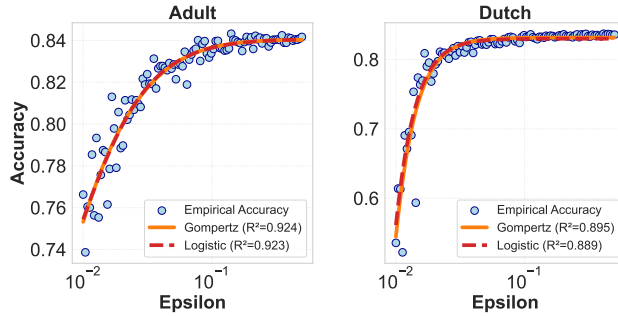 Adult
Accuracy
0.84
0.82
0.80
0.78
0.76
0.74
Empirical Accuracy
Gompertz (R²=0.924)
Logistic (R²=0.923)
10⁻²
10⁻¹
Epsilon
Dutch
0.8
0.7
0.6
Empirical Accuracy
Gompertz (R²=0.895)
Logistic (R²=0.889)
10⁻²
10⁻¹
Epsilon